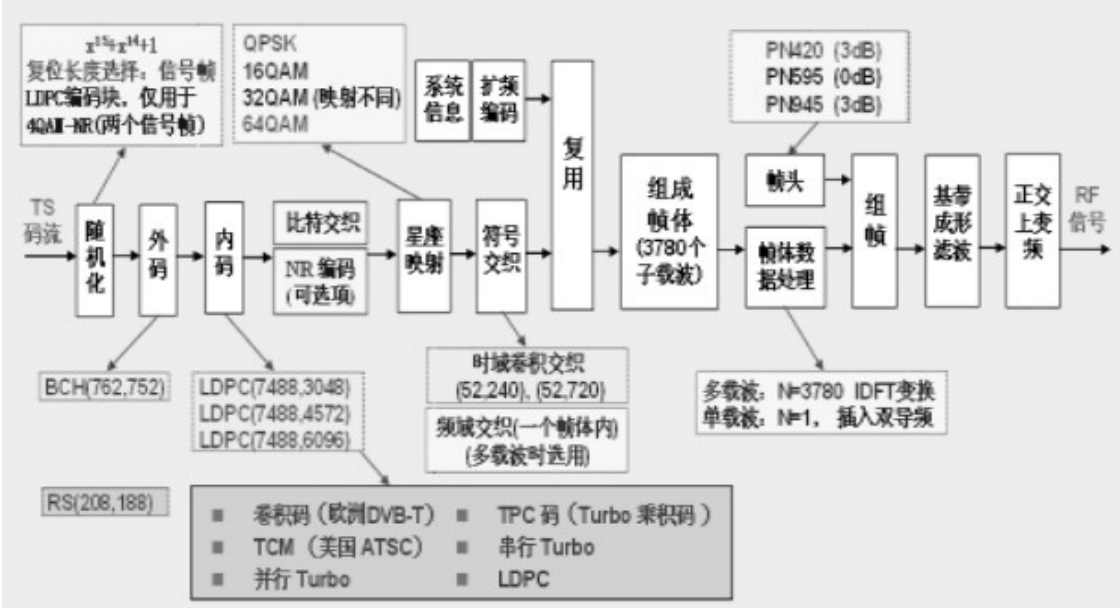 x¹⁵+x¹⁴+1
复位长度选择：信号帧
LDPC编码块，仅用于
4QAM-NR(两个信号帧)
QPSK
16QAM
32QAM (映射不同)
64QAM
系统
信息
扩频
编码
复用
PN420 (3dB)
PN595 (0dB)
PN945 (3dB)
TS
码流
随机化
外码
内码
比特交织
NR 编码
(可选项)
星座
映射
符号
交织
组成
帧体
(3780个
子载波)
帧头
帧体数
据处理
组帧
基带
成形
滤波
正交
上变
频
RF
信号
BCH(762,752)
LDPC(7488,3048)
LDPC(7488,4572)
LDPC(7488,6096)
时域卷积交织
(52,240), (52,720)
频域交织(一个帧体内)
(多载波时选用)
多载波：N=3780 IDFT变换
单载波：N=1， 插入双导频
RS(208,188)
■ 卷积码（欧洲DVB-T）
■ TCM（美国 ATSC）
■ 并行 Turbo
■ TPC 码（Turbo 乘积码）
■ 串行 Turbo
■ LDPC